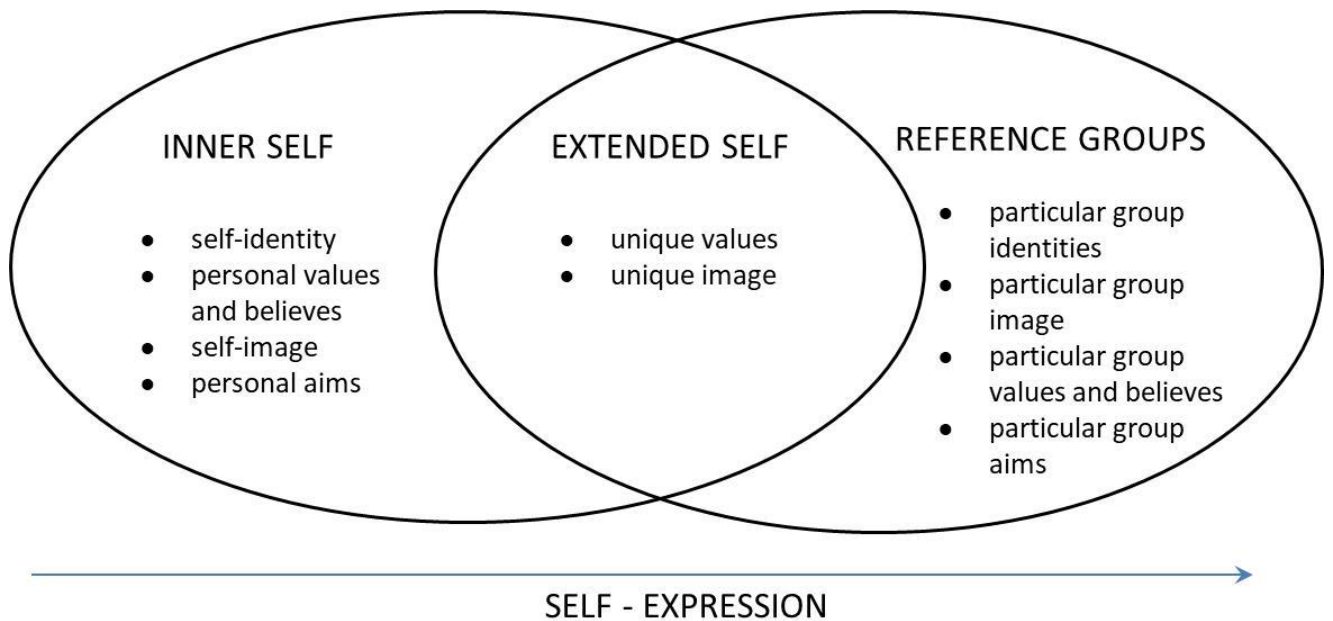 INNER SELF
● self-identity
● personal values
and believes
● self-image
● personal aims
EXTENDED SELF
● unique values
● unique image
REFERENCE GROUPS
● particular group
identities
● particular group
image
● particular group
values and believes
● particular group
aims
SELF - EXPRESSION